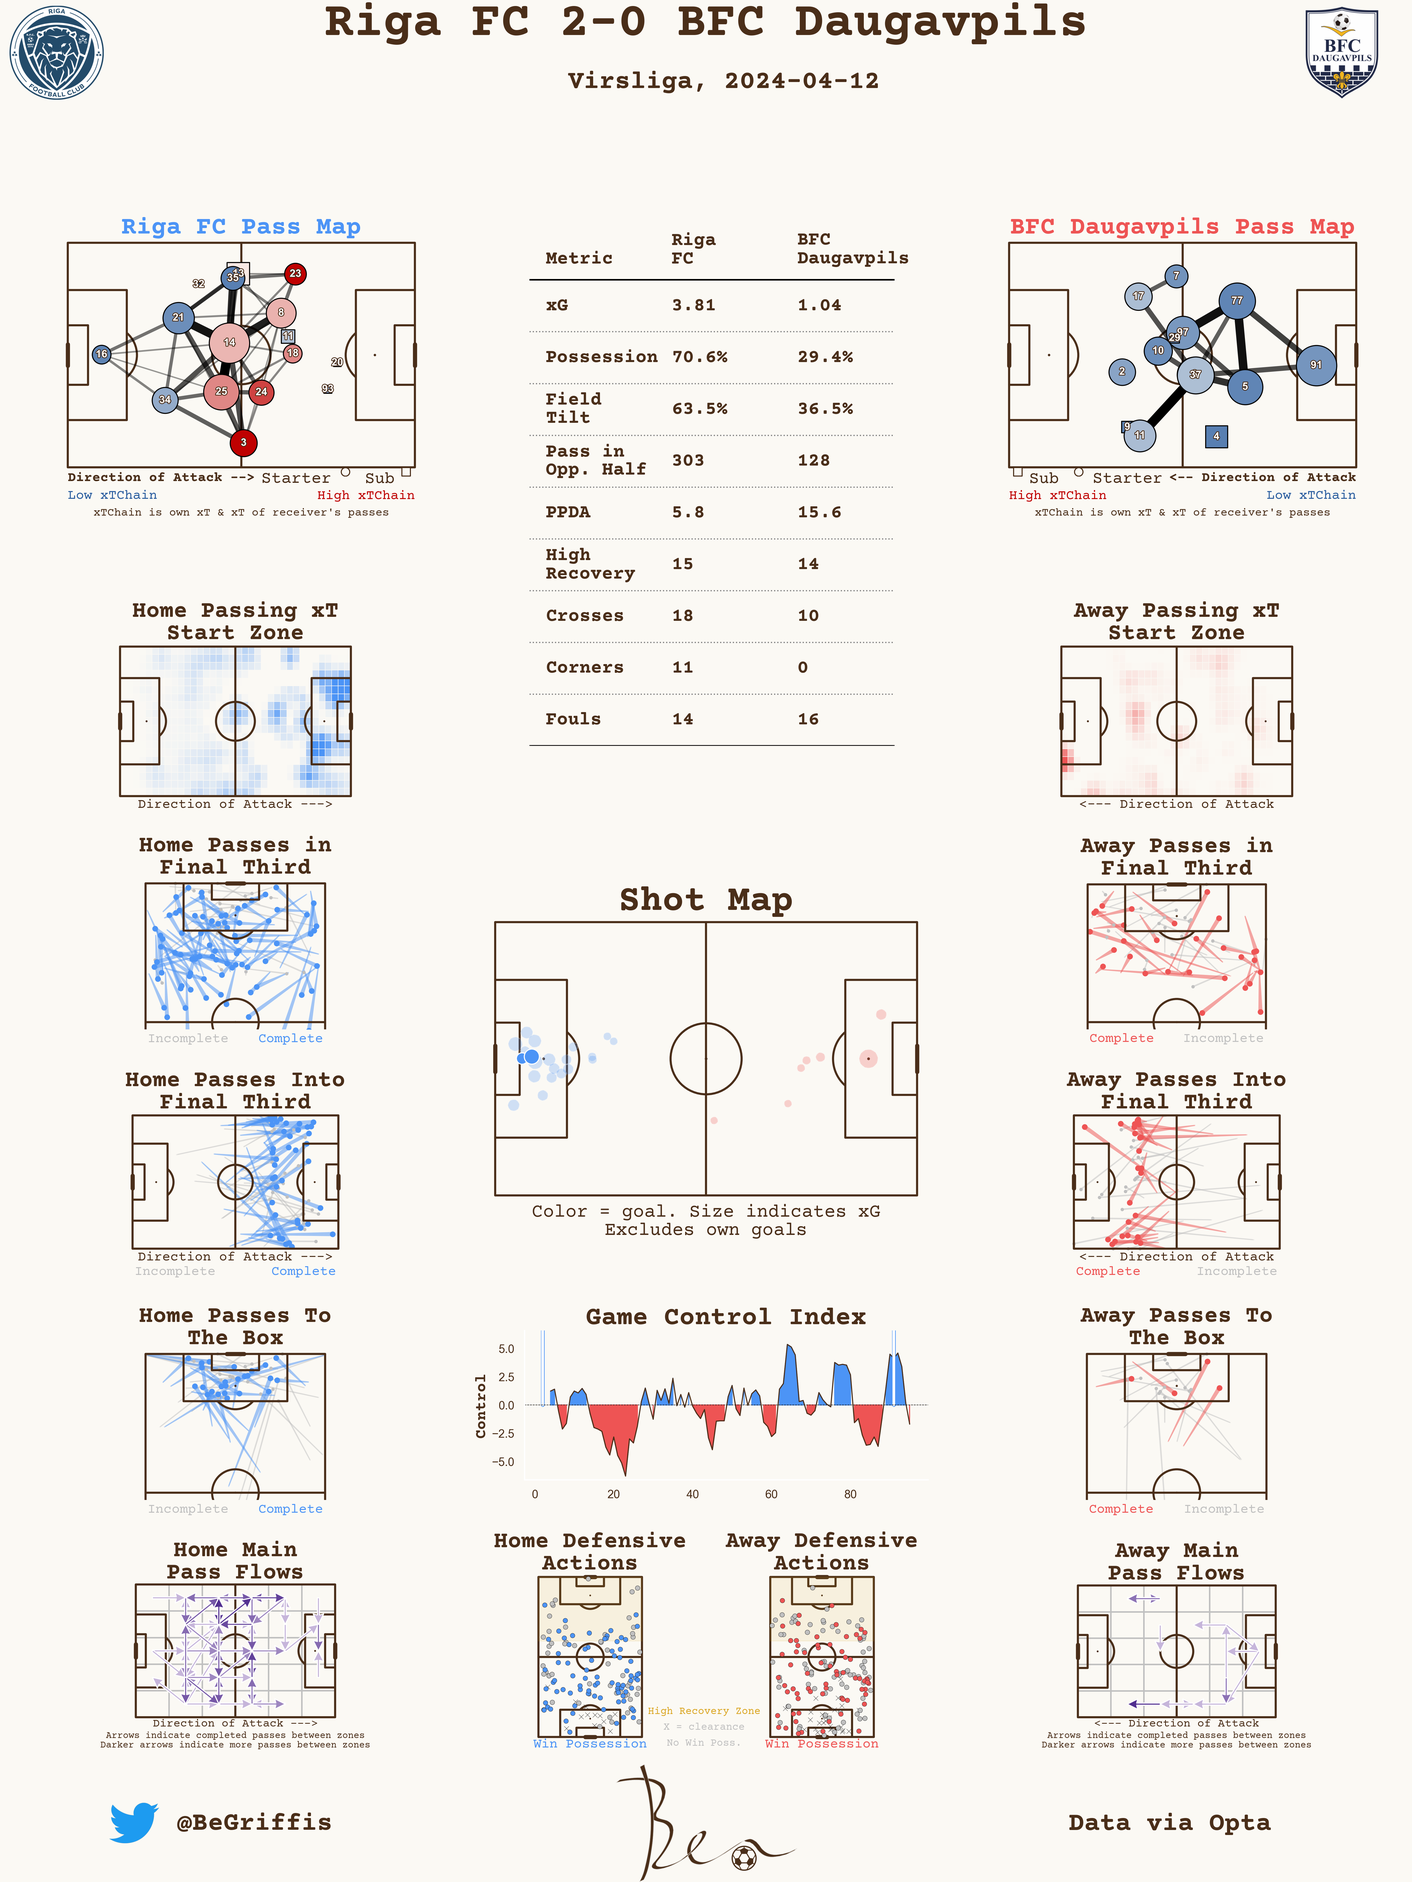 Riga FC 2-0 BFC Daugavpils
Virsliga, 2024-04-12
RIGA
FOOTBALL CLUB
BFC
DAUGAVPILS
Riga FC Pass Map
32
13
35
23
21
8
14
11
16
18
20
93
25
24
34
3
Direction of Attack --> Starter Sub
Low xTChain High xTChain
xTChain is own xT & xT of receiver's passes
Metric Riga FC BFC Daugavpils
xG 3.81 1.04
Possession 70.6% 29.4%
Field Tilt 63.5% 36.5%
Pass in Opp. Half 303 128
PPDA 5.8 15.6
High Recovery 15 14
Crosses 18 10
Corners 11 0
Fouls 14 16
BFC Daugavpils Pass Map
7
17
77
97
29
10
91
2
37
5
9
11
4
Sub Starter <-- Direction of Attack
High xTChain Low xTChain
xTChain is own xT & xT of receiver's passes
Home Passing xT
Start Zone
Direction of Attack --->
Away Passing xT
Start Zone
<--- Direction of Attack
Home Passes in
Final Third
Incomplete Complete
Away Passes in
Final Third
Complete Incomplete
Shot Map
Color = goal. Size indicates xG
Excludes own goals
Home Passes Into
Final Third
Direction of Attack --->
Incomplete Complete
Away Passes Into
Final Third
<--- Direction of Attack
Complete Incomplete
Home Passes To
The Box
Incomplete Complete
Game Control Index
Control
5.0
2.5
0.0
−2.5
−5.0
0 20 40 60 80
Away Passes To
The Box
Complete Incomplete
Home Main
Pass Flows
Direction of Attack --->
Arrows indicate completed passes between zones
Darker arrows indicate more passes between zones
Home Defensive
Actions
Win Possession
Away Defensive
Actions
Win Possession
High Recovery Zone
X = clearance
No Win Poss.
Away Main
Pass Flows
<--- Direction of Attack
Arrows indicate completed passes between zones
Darker arrows indicate more passes between zones
@BeGriffis
Ben
Data via Opta